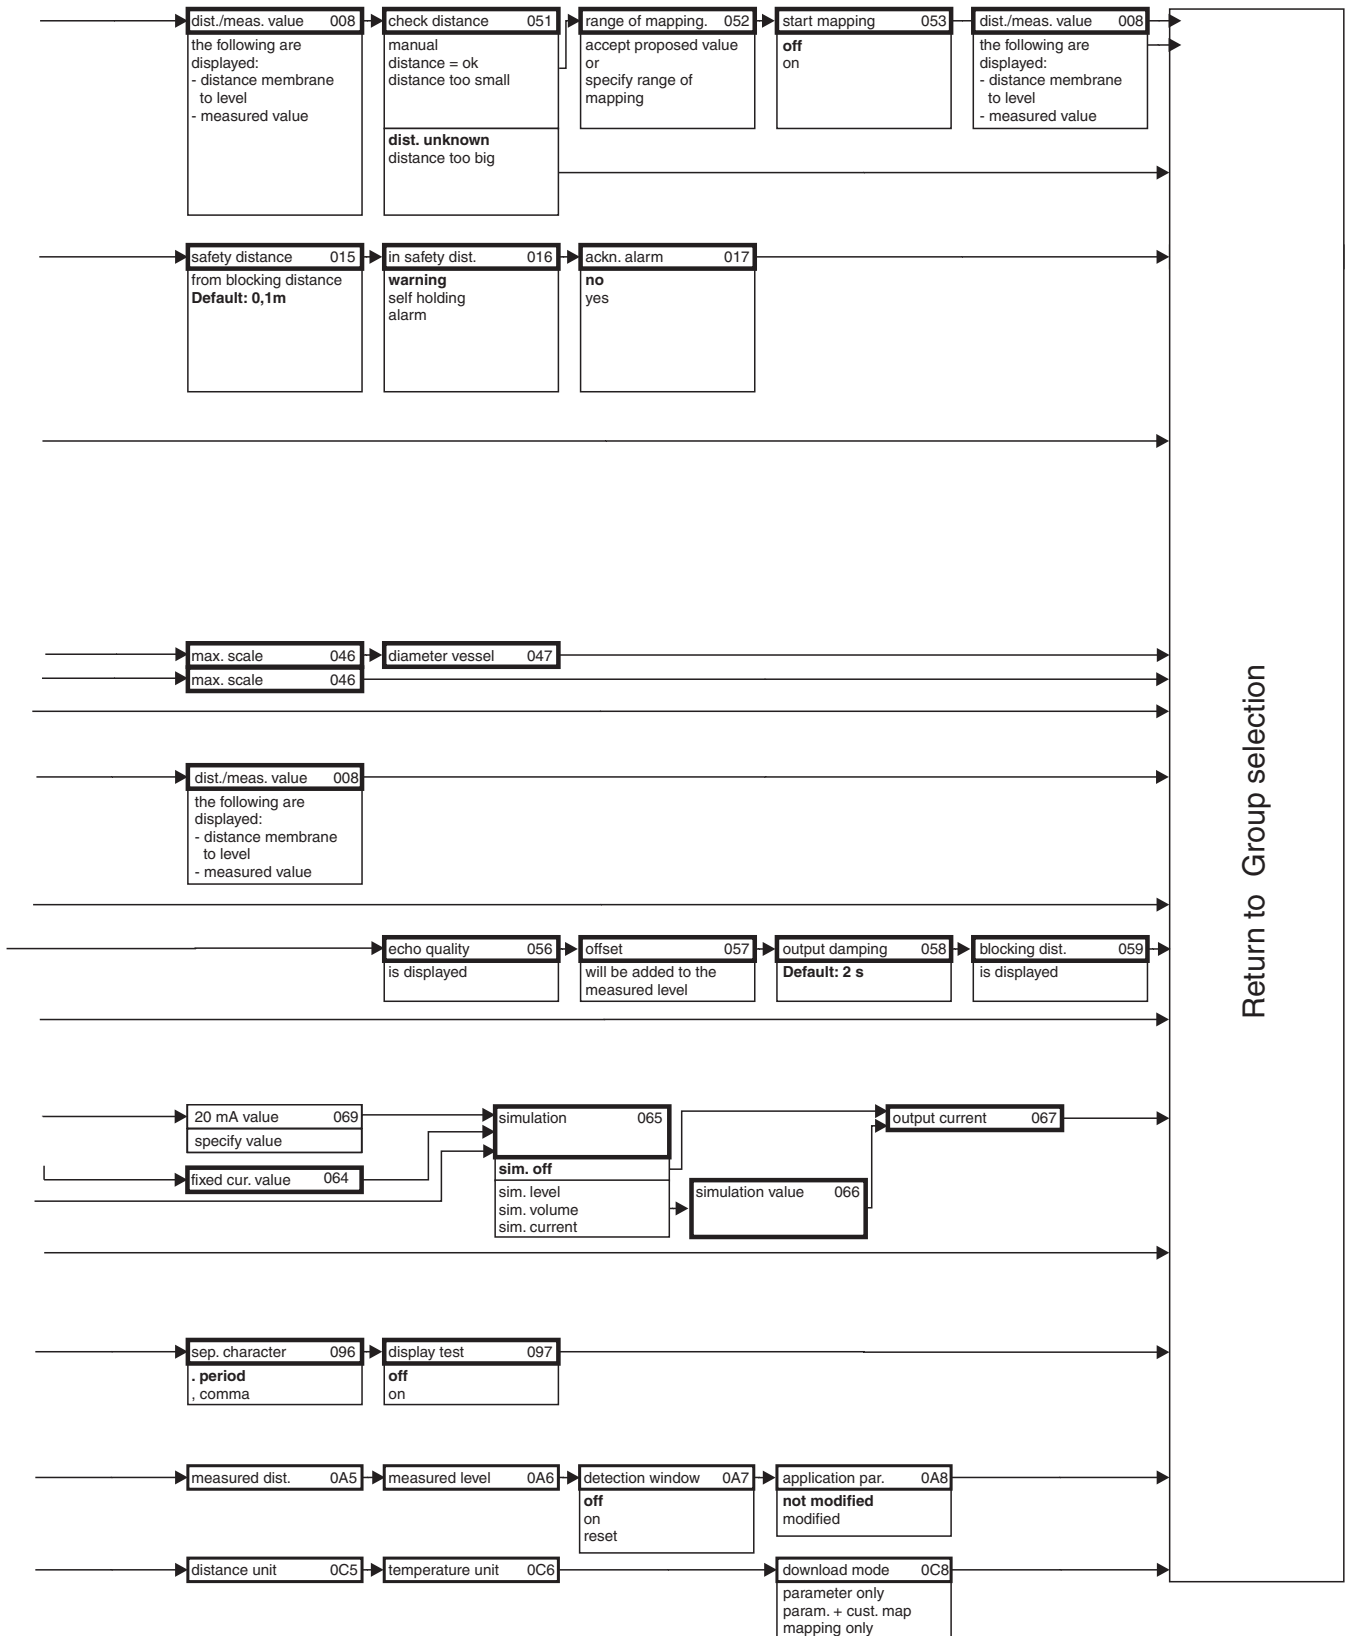 dist./meas. value 008
the following are
displayed:
- distance membrane
to level
- measured value
check distance 051
manual
distance = ok
distance too small
dist. unknown
distance too big
range of mapping. 052
accept proposed value
or
specify range of
mapping
start mapping 053
off
on
dist./meas. value 008
the following are
displayed:
- distance membrane
to level
- measured value
safety distance 015
from blocking distance
Default: 0,1m
in safety dist. 016
warning
self holding
alarm
ackn. alarm 017
no
yes
max. scale 046
diameter vessel 047
max. scale 046
dist./meas. value 008
the following are
displayed:
- distance membrane
to level
- measured value
echo quality 056
is displayed
offset 057
will be added to the
measured level
output damping 058
Default: 2 s
blocking dist. 059
is displayed
20 mA value 069
specify value
fixed cur. value 064
simulation 065
sim. off
sim. level
sim. volume
sim. current
simulation value 066
output current 067
sep. character 096
. period
, comma
display test 097
off
on
measured dist. 0A5
measured level 0A6
detection window 0A7
off
on
reset
application par. 0A8
not modified
modified
distance unit 0C5
temperature unit 0C6
download mode 0C8
parameter only
param. + cust. map
mapping only
Return to Group selection